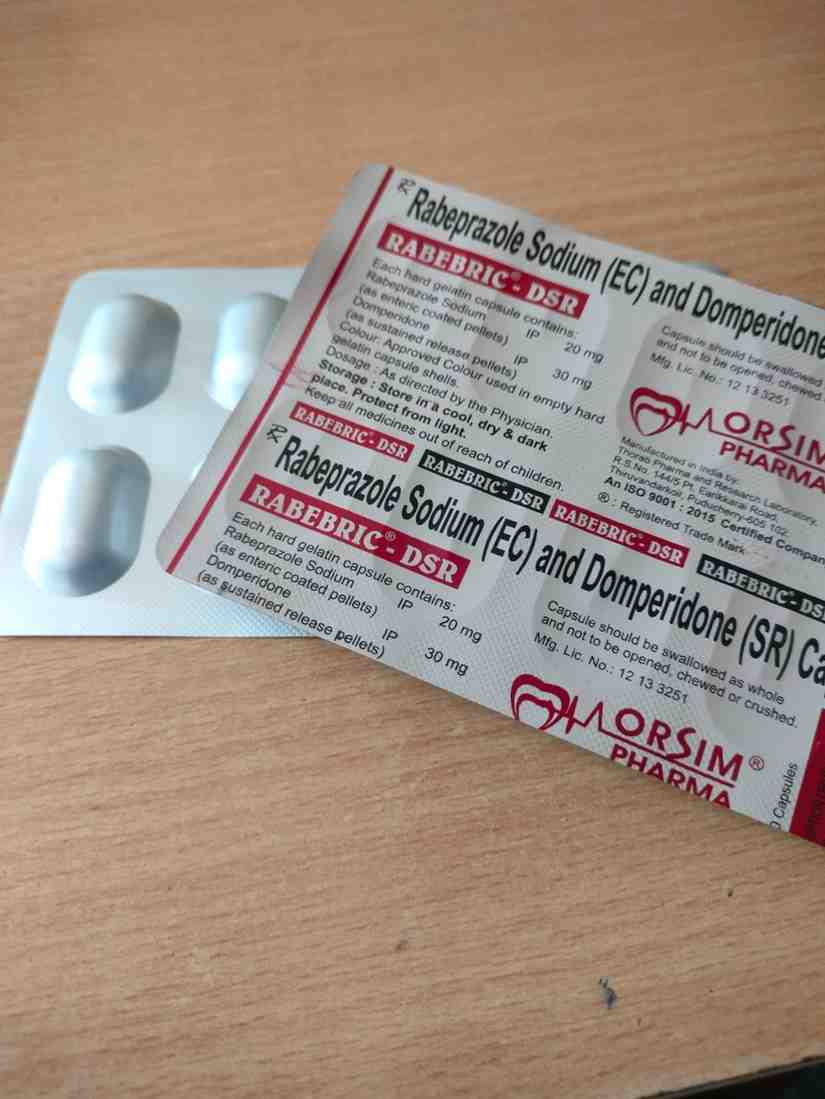 Rx
Rabeprazole Sodium (EC) and Domperidone
RABEBRIC® - DSR
Each hard gelatin capsule contains:
Rabeprazole Sodium IP 20 mg
(as enteric coated pellets)
Domperidone IP 30 mg
(as sustained release pellets)
Colour: Approved Colour used in empty hard
gelatin capsule shells.
Dosage : As directed by the Physician.
Storage : Store in a cool, dry & dark
place. Protect from light.
Keep all medicines out of reach of children.
Capsule should be swallowed
and not to be opened, chewed
Mfg. Lic. No.: 12 13 3251
MORSIM
PHARMA
Manufactured in India by:
Thorab Pharma and Research Laboratory,
R.S.No. 144/5 Pt. Earikkarai Road,
Thiruvandarkoil, Puducherry-605 102.
An ISO 9001 : 2015 Certified Compan
® : Registered Trade Mark
RABEBRIC® - DSR RABEBRIC® - DSR RABEBRIC® - DSR RABEBRIC® - DS
Rx
Rabeprazole Sodium (EC) and Domperidone (SR) Ca
RABEBRIC® - DSR
Each hard gelatin capsule contains:
Rabeprazole Sodium IP 20 mg
(as enteric coated pellets)
Domperidone IP 30 mg
(as sustained release pellets)
Capsule should be swallowed as whole
and not to be opened, chewed or crushed.
Mfg. Lic. No.: 12 13 3251
MORSIM®
PHARMA
Capsules